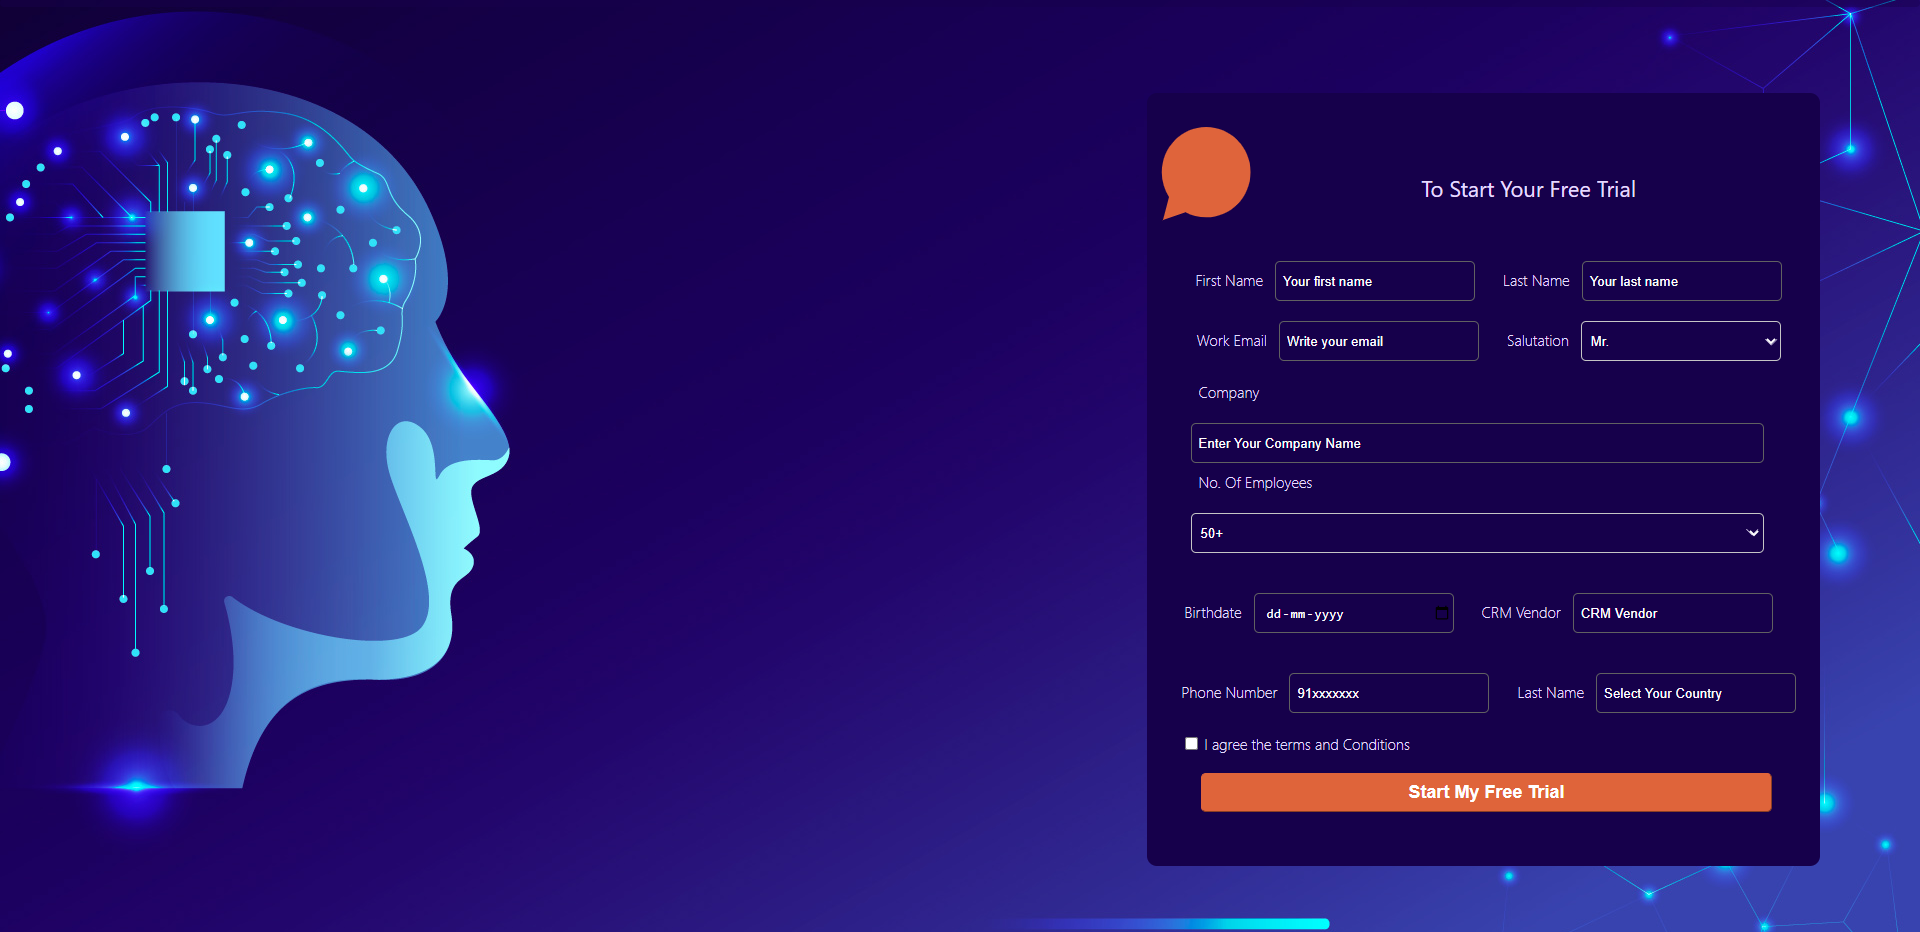 To Start Your Free Trial
First Name Your first name Last Name Your last name
Work Email Write your email Salutation Mr.
Company
Enter Your Company Name
No. Of Employees
50+
Birthdate dd-mm-yyyy CRM Vendor CRM Vendor
Phone Number 91xxxxxxx Last Name Select Your Country
I agree the terms and Conditions
Start My Free Trial